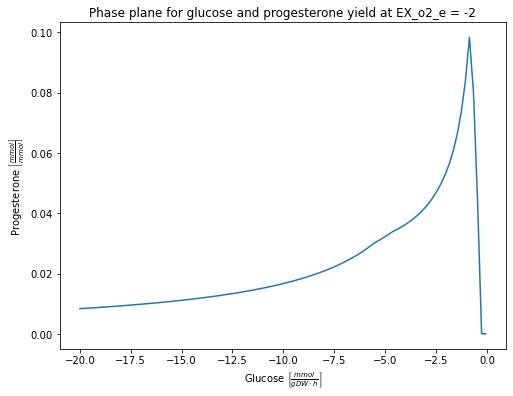 Phase plane for glucose and progesterone yield at EX_o2_e = -2
Progesterone [mmol/mmol]
0.10
0.08
0.06
0.04
0.02
0.00
−20.0 −17.5 −15.0 −12.5 −10.0 −7.5 −5.0 −2.5 0.0
Glucose [mmol/gDW·h]